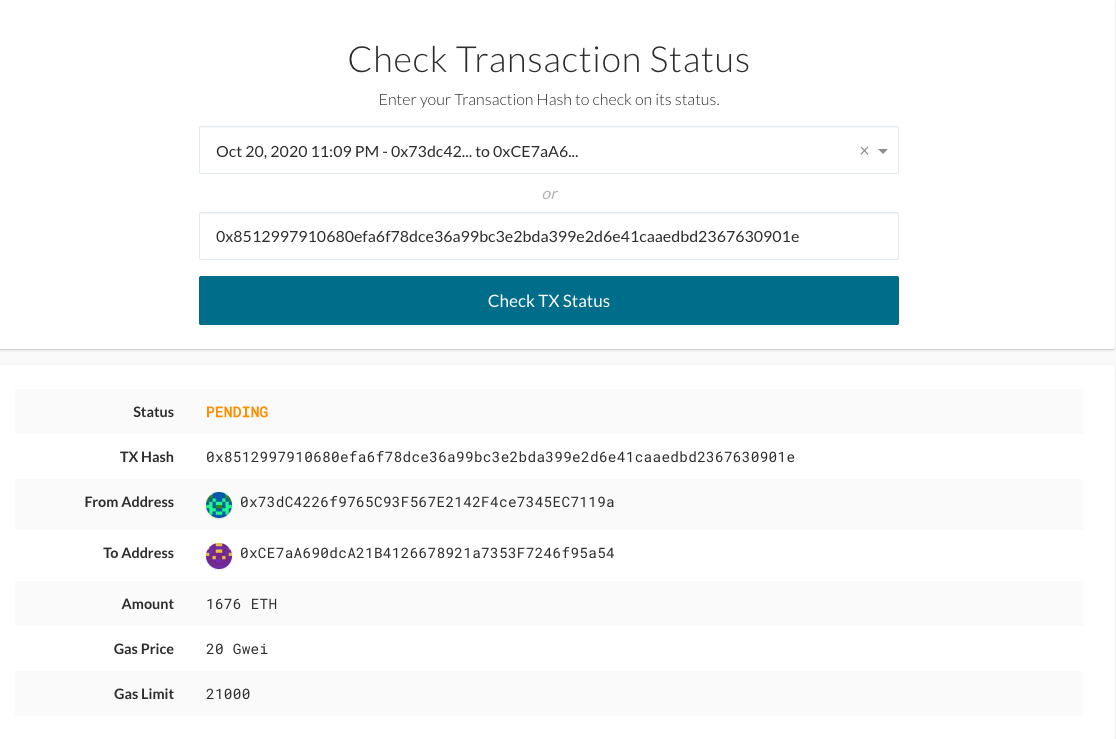 Check Transaction Status
Enter your Transaction Hash to check on its status.
Oct 20, 2020 11:09 PM - 0x73dc42... to 0xCE7aA6...
or
0x8512997910680efa6f78dce36a99bc3e2bda399e2d6e41caaedbd2367630901e
Check TX Status
Status PENDING
TX Hash 0x8512997910680efa6f78dce36a99bc3e2bda399e2d6e41caaedbd2367630901e
From Address 0x73dC4226f9765C93F567E2142F4ce7345EC7119a
To Address 0xCE7aA690dcA21B4126678921a7353F7246f95a54
Amount 1676 ETH
Gas Price 20 Gwei
Gas Limit 21000